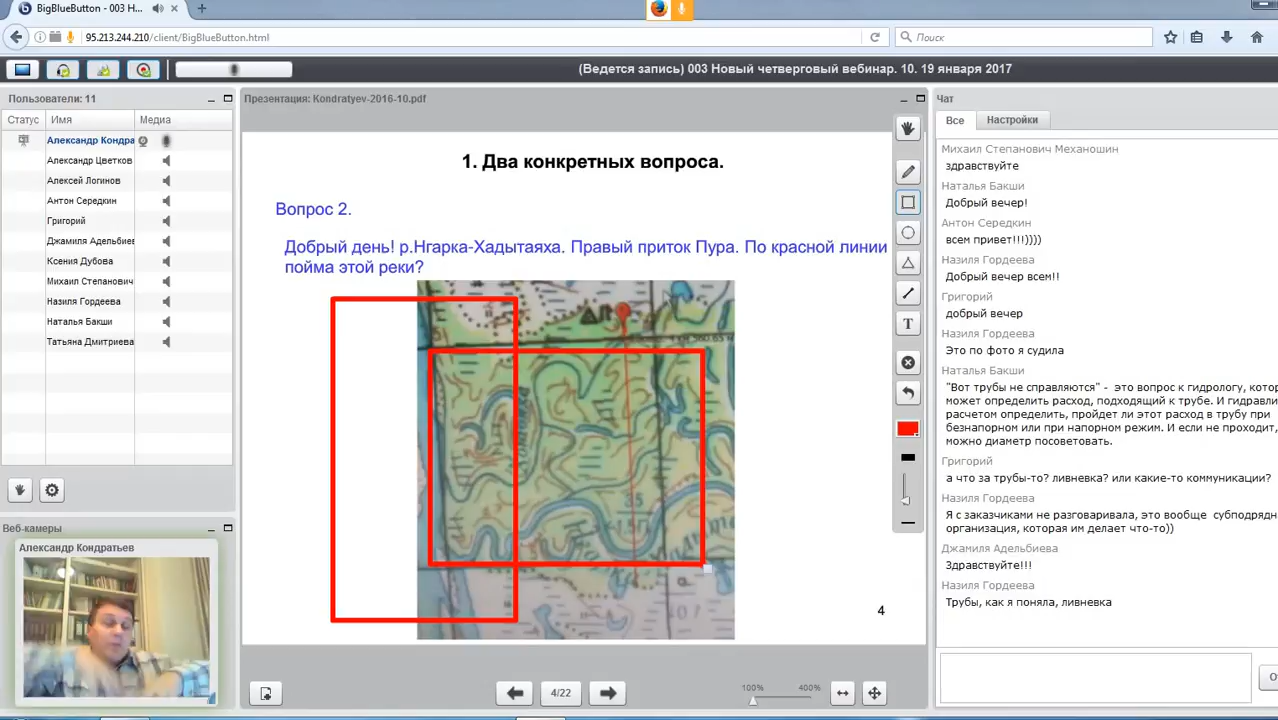 BigBlueButton - 003 Н...
95.213.244.210/client/BigBlueButton.html
Поиск
(Ведется запись) 003 Новый четверговый вебинар. 10. 19 января 2017
Пользователи: 11
Статус Имя Медиа
Александр Кондра
Александр Цветков
Алексей Логинов
Антон Середкин
Григорий
Джамиля Адельбиев
Ксения Дубова
Михаил Степанович
Назиля Гордеева
Наталья Бакши
Татьяна Дмитриева
Веб-камеры
Александр Кондратьев
Презентация: Kondratyev-2016-10.pdf
1. Два конкретных вопроса.
Вопрос 2.
Добрый день! р.Нгарка-Хадытаяха. Правый приток Пура. По красной линии
пойма этой реки?
35
4
4/22
100% 400%
T
Чат
Все Настройки
Михаил Степанович Механошин
здравствуйте
Наталья Бакши
Добрый вечер!
Антон Середкин
всем привет!!!))))
Назиля Гордеева
Добрый вечер всем!!
Григорий
добрый вечер
Назиля Гордеева
Это по фото я судила
Наталья Бакши
"Вот трубы не справляются" - это вопрос к гидрологу, котор
может определить расход, подходящий к трубе. И гидравли
расчетом определить, пройдет ли этот расход в трубу при
безнапорном или при напорном режиме. И если не проходит,
можно диаметр посоветовать.
Григорий
а что за трубы-то? ливневка? или какие-то коммуникации?
Назиля Гордеева
Я с заказчиками не разговаривала, это вообще субподрядн
организация, которая им делает что-то))
Джамиля Адельбиева
Здравствуйте!!!
Назиля Гордеева
Трубы, как я поняла, ливневка